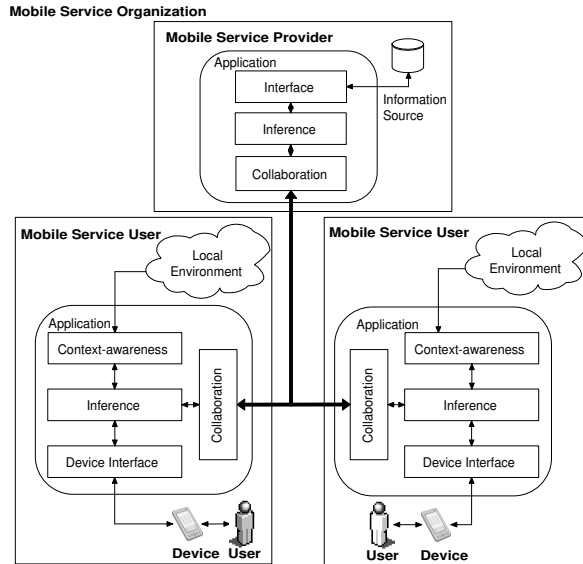 Mobile Service Organization
Mobile Service Provider
Application
Interface
Information
Source
Inference
Collaboration
Mobile Service User
Local
Environment
Application
Context-awareness
Inference
Collaboration
Device Interface
Device User
Mobile Service User
Local
Environment
Application
Context-awareness
Collaboration
Inference
Device Interface
User Device